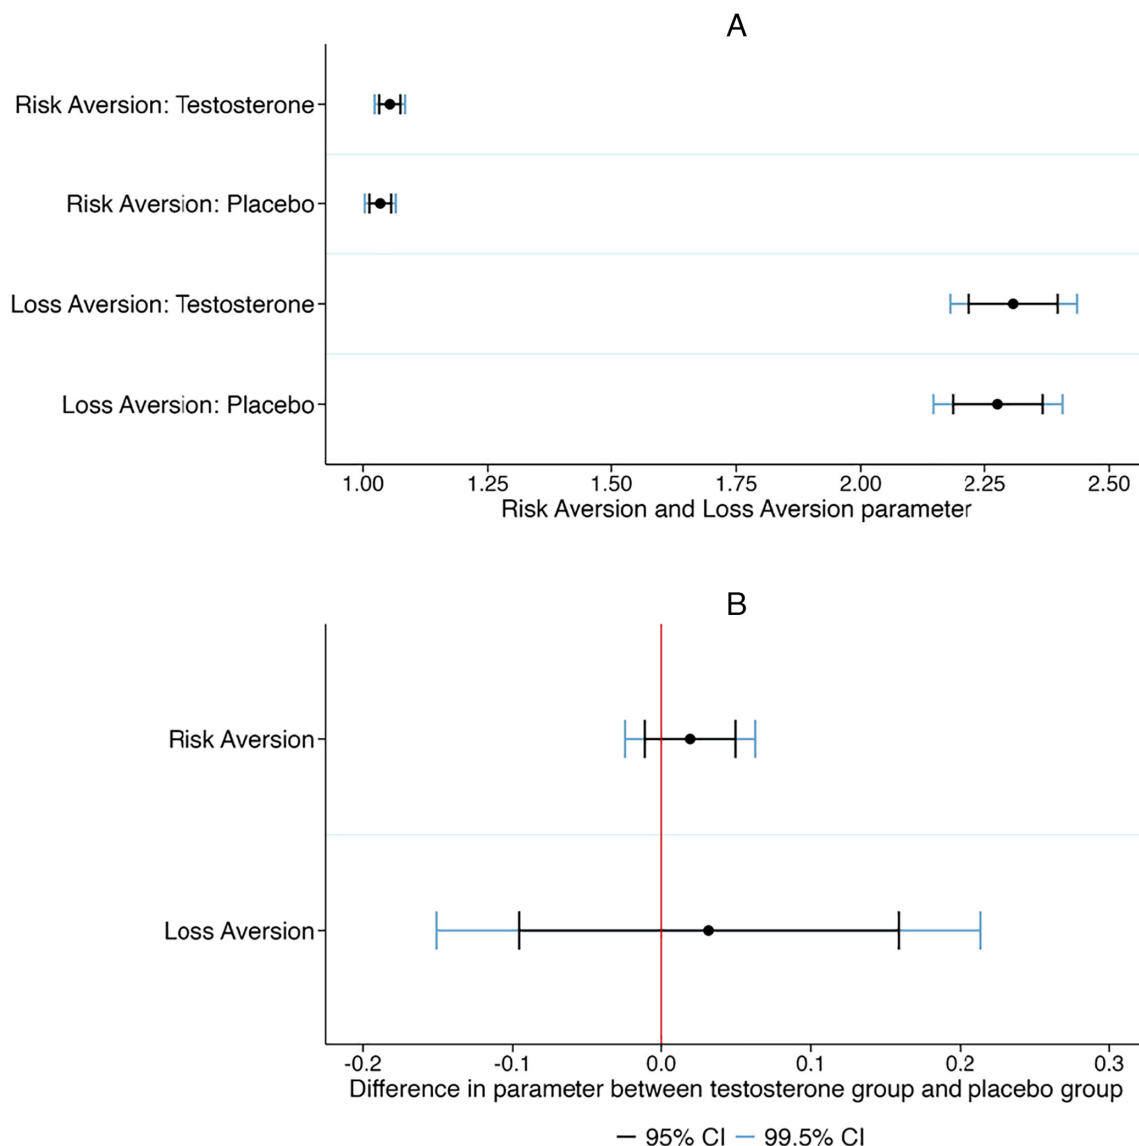 A
Risk Aversion: Testosterone
Risk Aversion: Placebo
Loss Aversion: Testosterone
Loss Aversion: Placebo
1.00 1.25 1.50 1.75 2.00 2.25 2.50
Risk Aversion and Loss Aversion parameter
B
Risk Aversion
Loss Aversion
-0.2 -0.1 0.0 0.1 0.2 0.3
Difference in parameter between testosterone group and placebo group
95% CI 99.5% CI